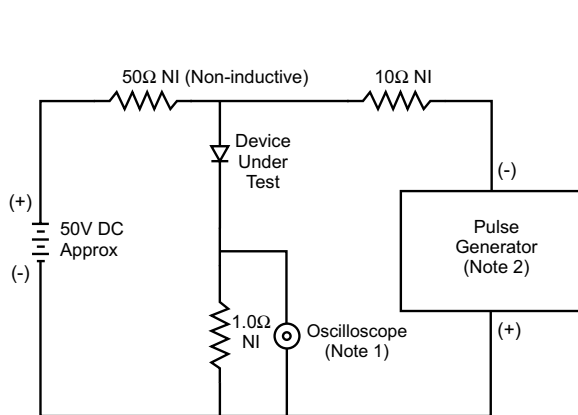 50Ω NI (Non-inductive)
10Ω NI
Device
Under
Test
(-)
(+)
50V DC
Approx
(-)
Pulse
Generator
(Note 2)
1.0Ω
NI
Oscilloscope
(Note 1)
(+)